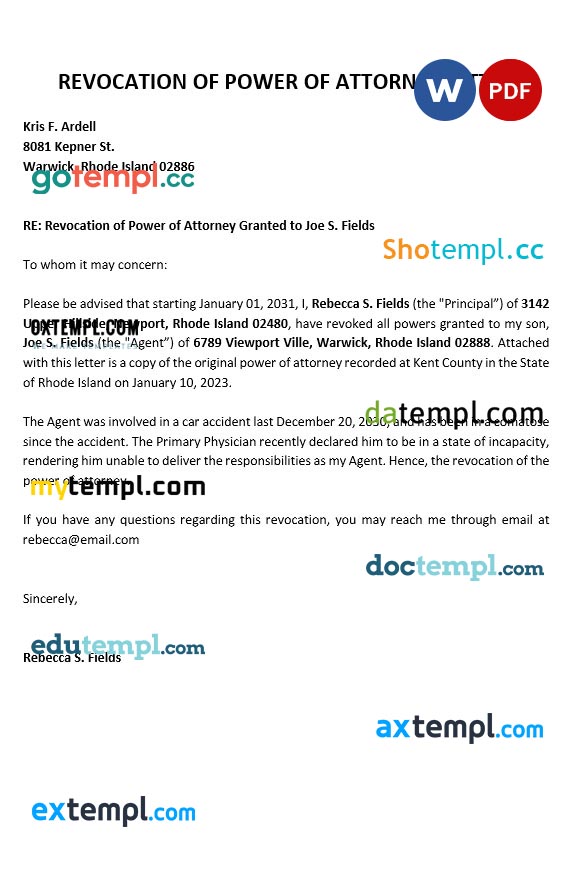 REVOCATION OF POWER OF ATTORN
W PDF
Kris F. Ardell
8081 Kepner St.
Warwick, Rhode Island 02886
gotempl.cc
RE: Revocation of Power of Attorney Granted to Joe S. Fields
Shotempl.cc
To whom it may concern:
Please be advised that starting January 01, 2031, I, Rebecca S. Fields (the "Principal”) of 3142
Upper Hillside, Newport, Rhode Island 02480, have revoked all powers granted to my son,
OXTEMPL.COM
Joe S. Fields (the "Agent”) of 6789 Viewport Ville, Warwick, Rhode Island 02888. Attached
with this letter is a copy of the original power of attorney recorded at Kent County in the State
of Rhode Island on January 10, 2023.
datempl.com
The Agent was involved in a car accident last December 20, 2030, and has been in a comatose
since the accident. The Primary Physician recently declared him to be in a state of incapacity,
rendering him unable to deliver the responsibilities as my Agent. Hence, the revocation of the
power of attorney.
mytempl.com
If you have any questions regarding this revocation, you may reach me through email at
rebecca@email.com
doctempl.com
Sincerely,
edutempl.com
Rebecca S. Fields
axtempl.com
extempl.com